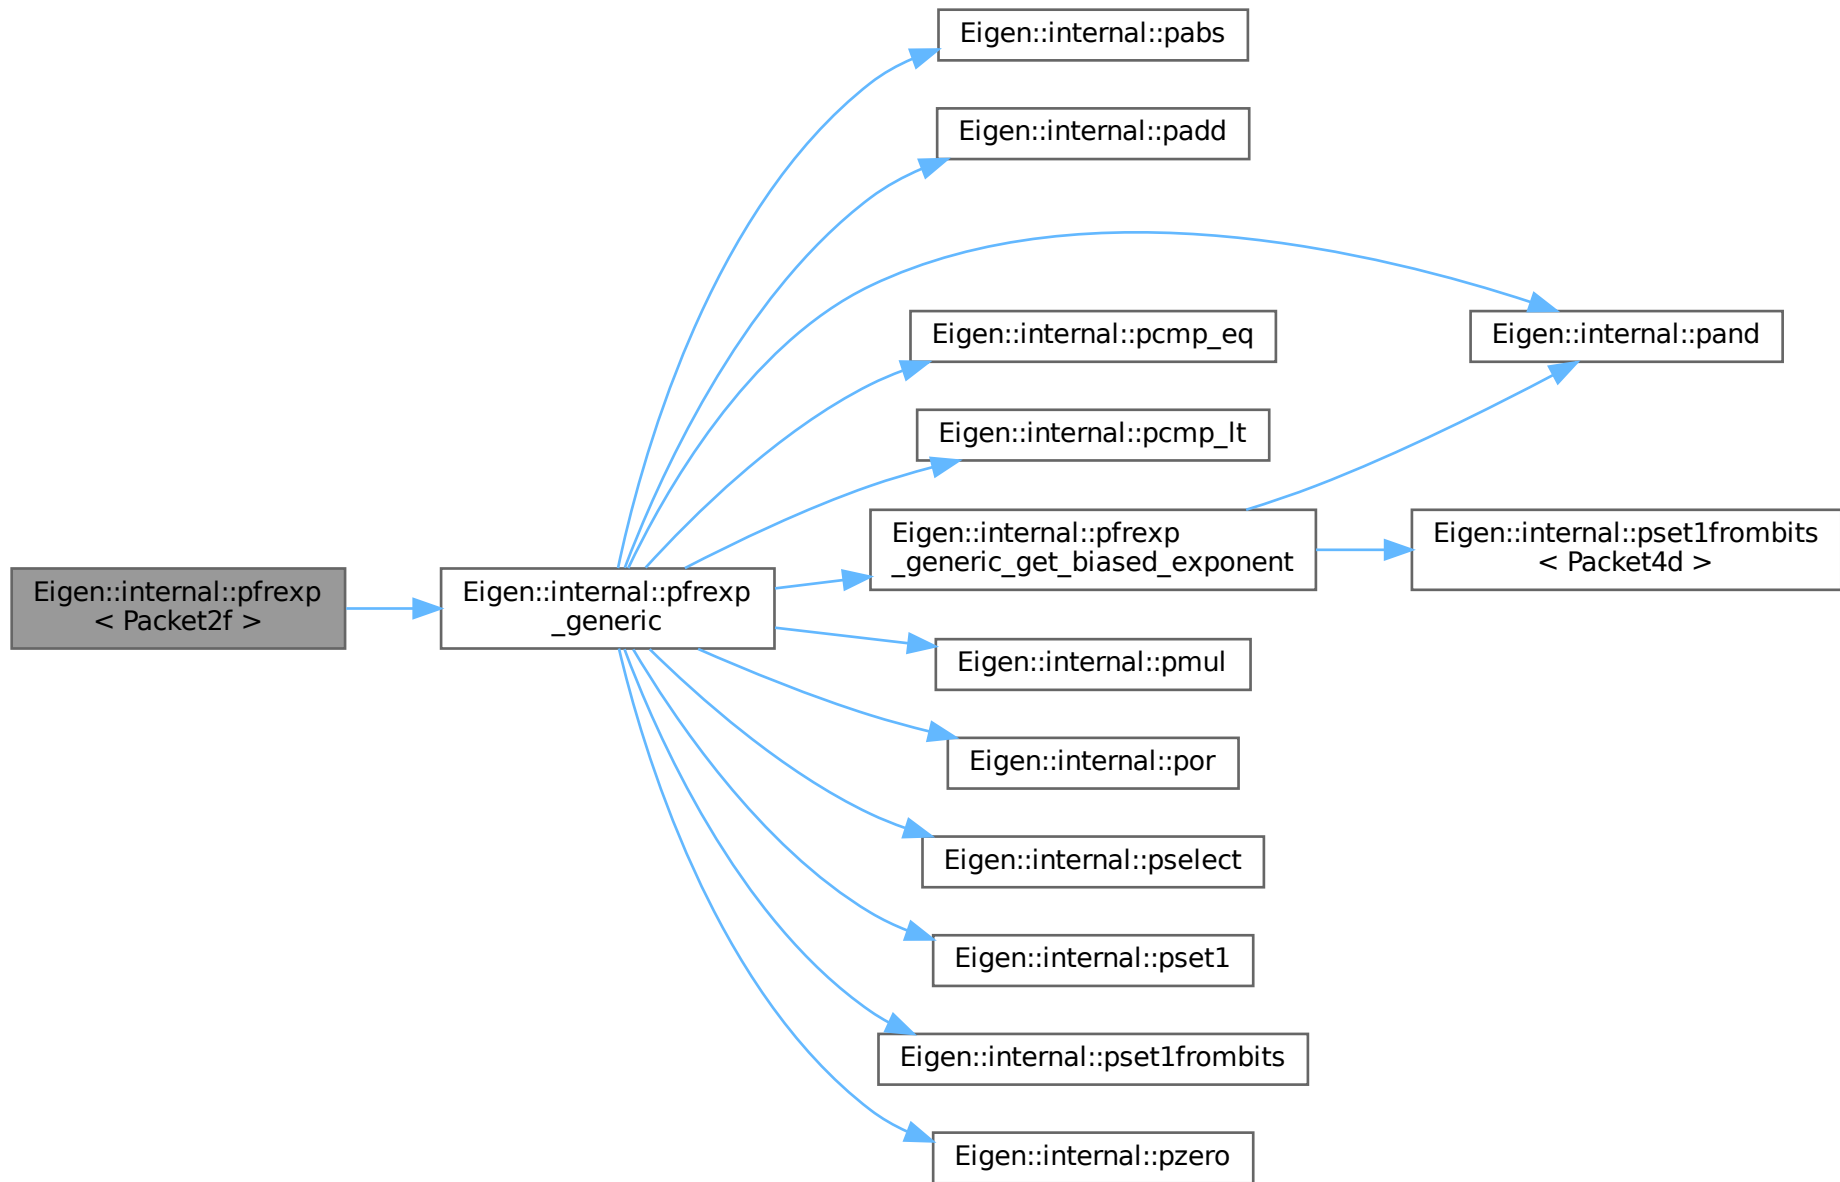 Eigen::internal::pfrexp
< Packet2f >
Eigen::internal::pfrexp
_generic
Eigen::internal::pabs
Eigen::internal::padd
Eigen::internal::pand
Eigen::internal::pcmp_eq
Eigen::internal::pcmp_lt
Eigen::internal::pfrexp
_generic_get_biased_exponent
Eigen::internal::pset1frombits
< Packet4d >
Eigen::internal::pmul
Eigen::internal::por
Eigen::internal::pselect
Eigen::internal::pset1
Eigen::internal::pset1frombits
Eigen::internal::pzero